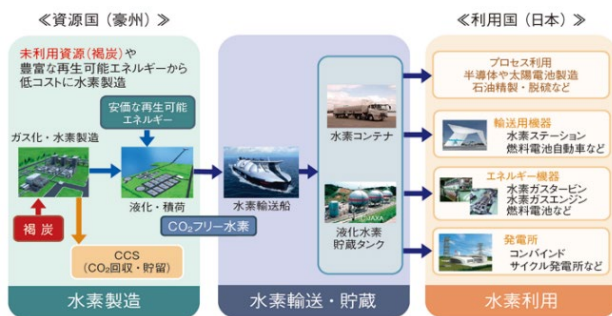 ≪資源国（豪州）≫
≪利用国（日本）≫
未利用資源（褐炭）や
豊富な再生可能エネルギーから
低コストに水素製造
安価な再生可能
エネルギー
ガス化・水素製造
液化・積荷
褐炭
CCS
（CO₂回収・貯留）
水素製造
水素輸送船
CO₂フリー水素
水素コンテナ
液化水素
貯蔵タンク
水素輸送・貯蔵
プロセス利用
半導体や太陽電池製造
石油精製・脱硫など
輸送用機器
水素ステーション
燃料電池自動車など
エネルギー機器
水素ガスタービン
水素ガスエンジン
燃料電池など
発電所
コンバインド
サイクル発電所など
水素利用